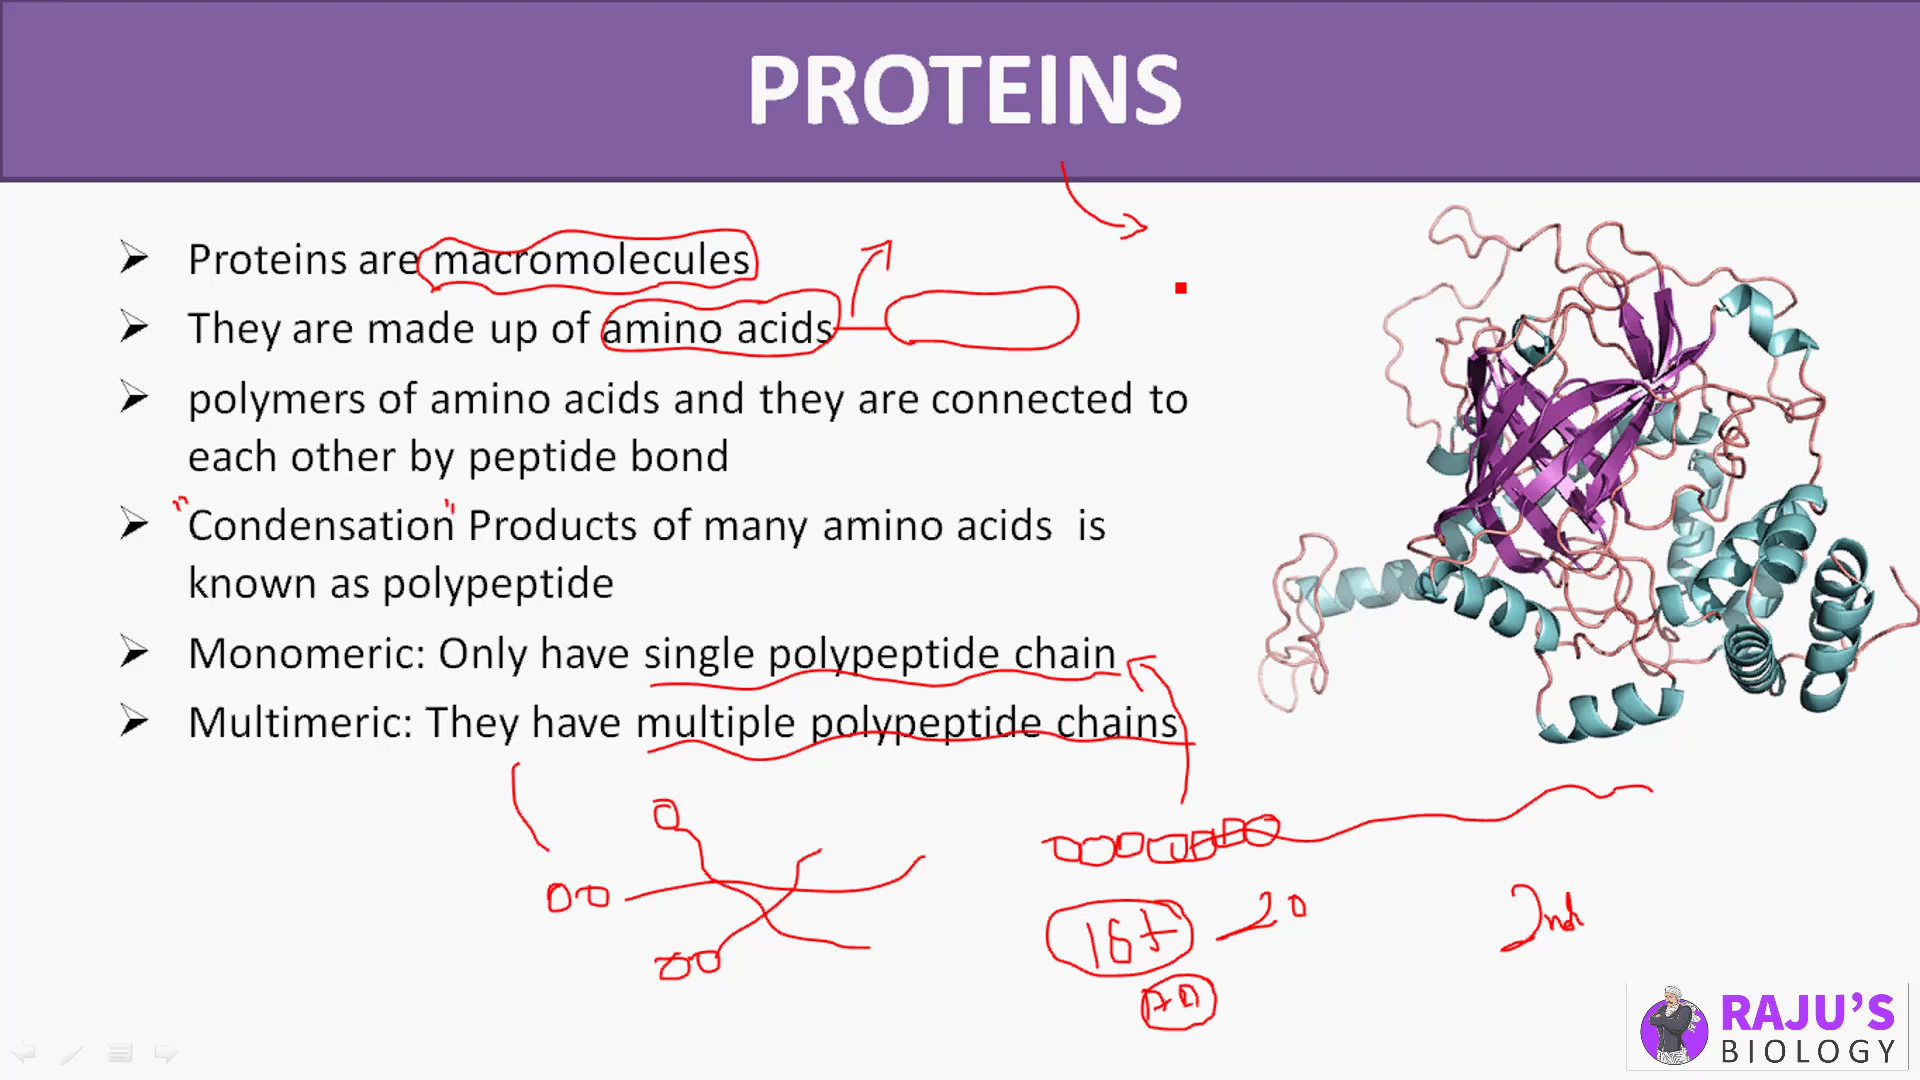 PROTEINS
Proteins are macromolecules
They are made up of amino acids
polymers of amino acids and they are connected to
each other by peptide bond
"Condensation" Products of many amino acids is
known as polypeptide
Monomeric: Only have single polypeptide chain
Multimeric: They have multiple polypeptide chains
20
2nd
RAJU'S
BIOLOGY